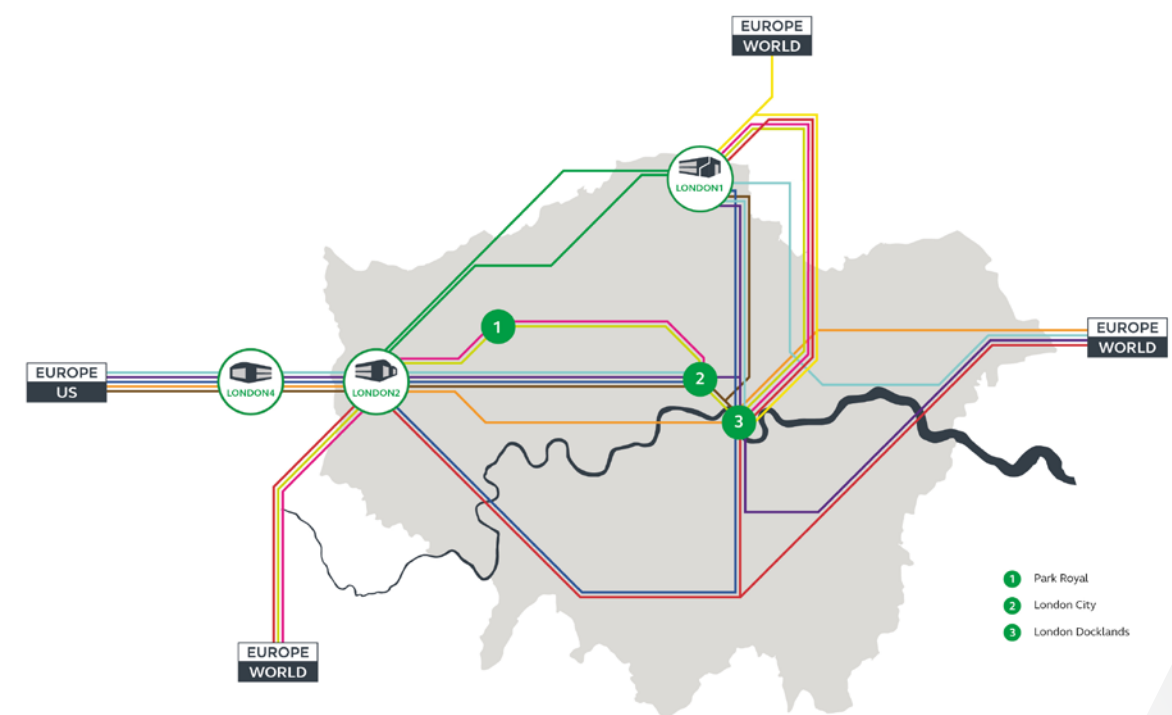 EUROPE
WORLD
LONDON1
1
EUROPE
WORLD
EUROPE
US
LONDON4
LONDON2
2
3
1 Park Royal
2 London City
3 London Docklands
EUROPE
WORLD